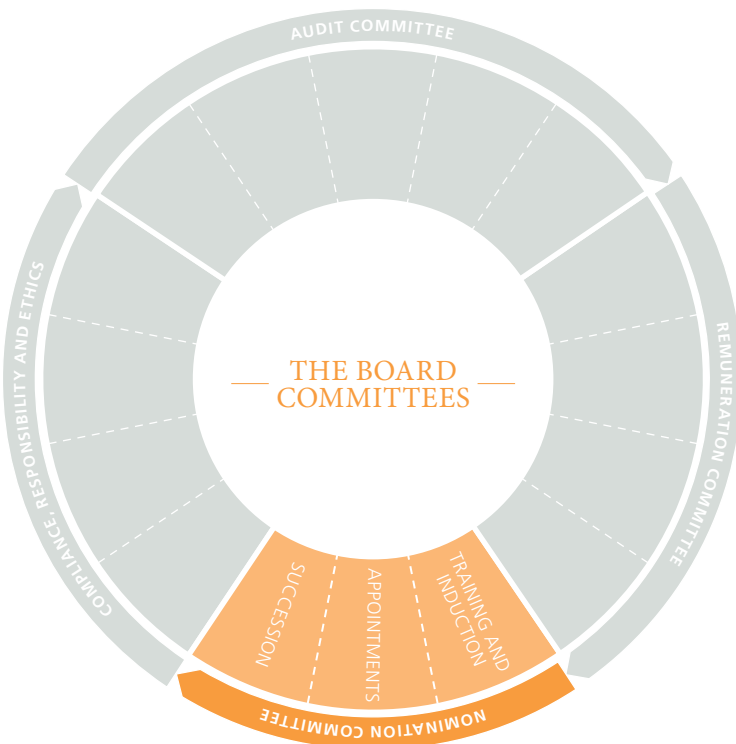 AUDIT COMMITTEE
REMUNERATION COMMITTEE
COMPLIANCE, RESPONSIBILITY AND ETHICS
THE BOARD
COMMITTEES
SUCCESSION
APPOINTMENTS
TRAINING AND
INDUCTION
NOMINATION COMMITTEE